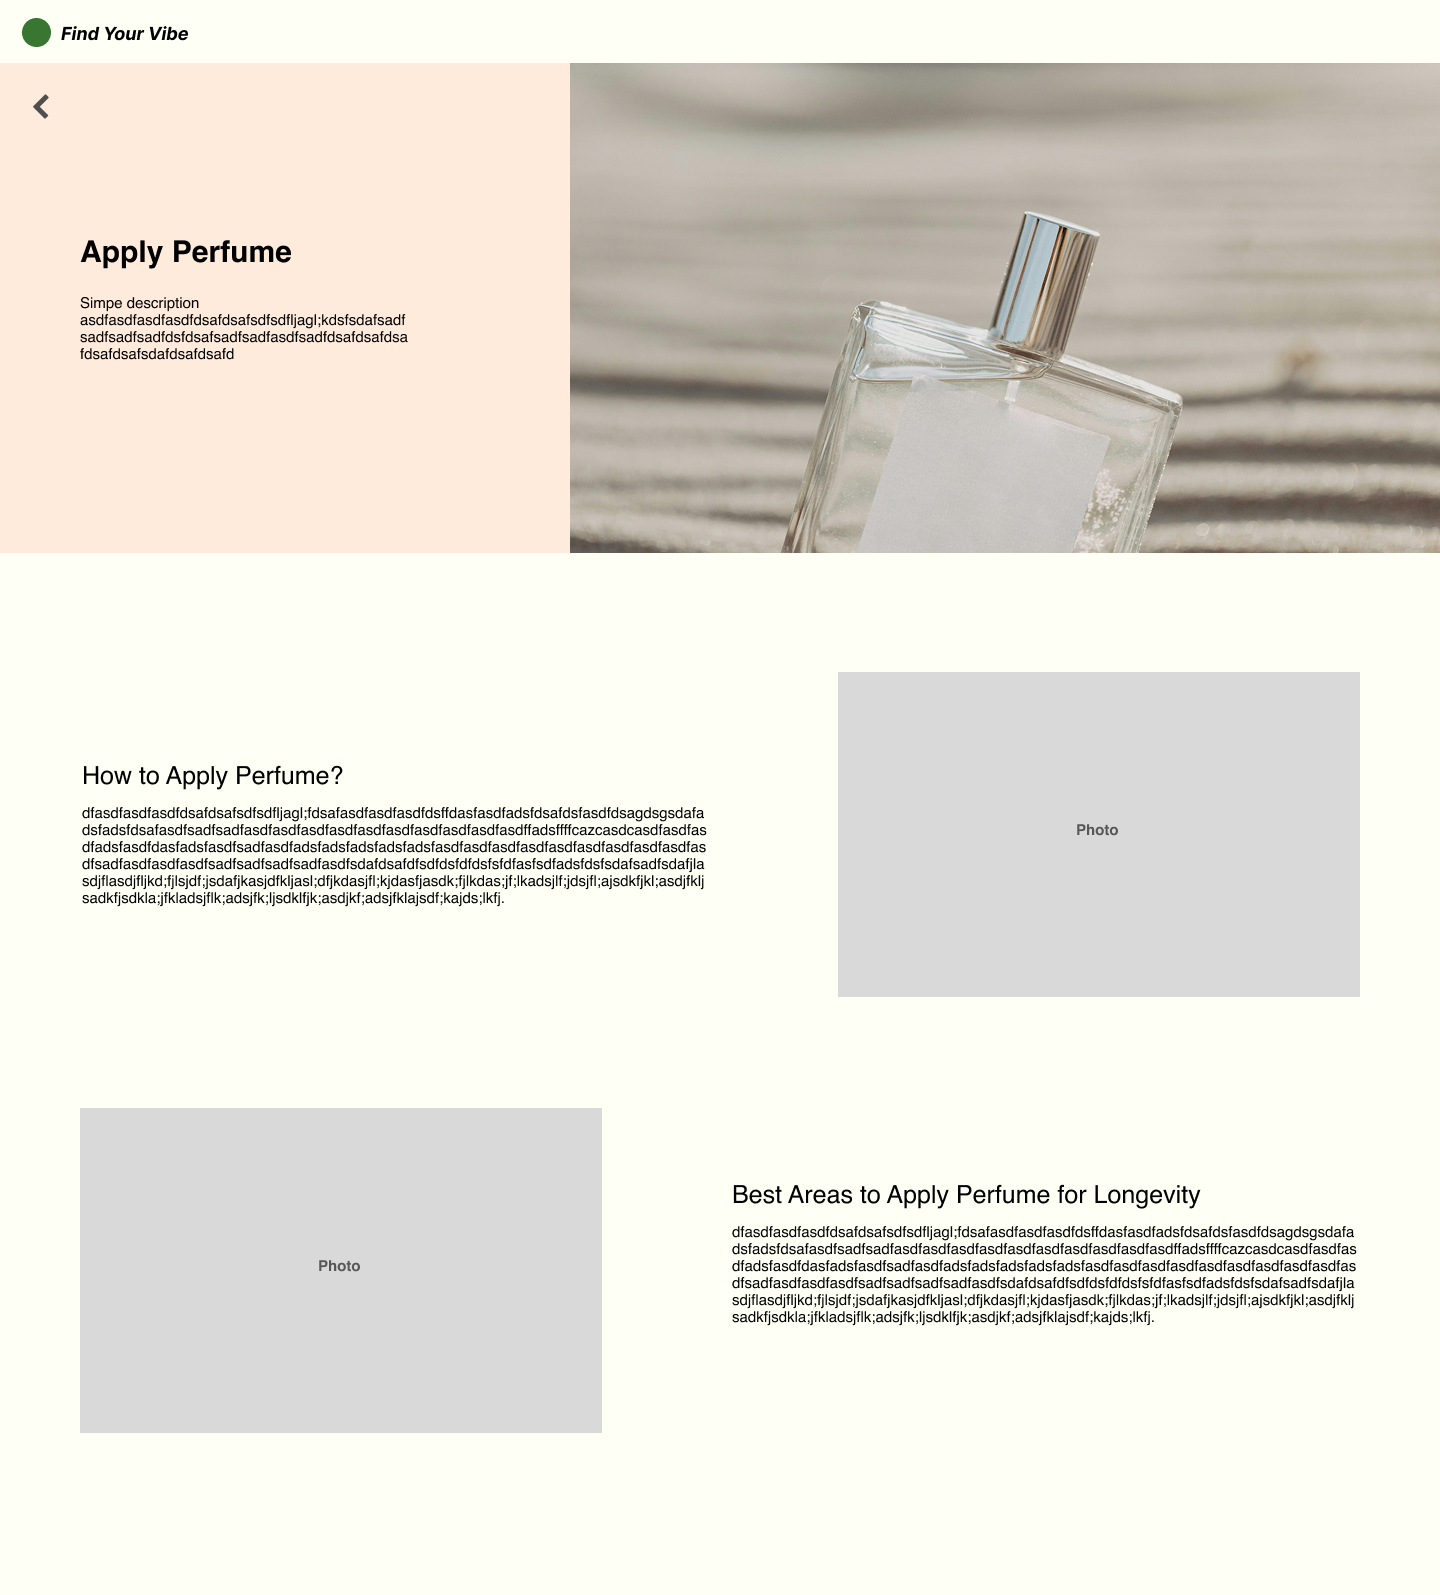 Find Your Vibe
Apply Perfume
Simpe description
asdfasdfasdfasdfdsafdsafsdfsdfljagl;kdsfsdafsadf
sadfsadfsadfdsfdsafsadfsadfasdfsadfdsafdsafdsa
fdsafdsafsdafdsafdsafd
How to Apply Perfume?
dfasdfasdfasdfdsafdsafsdfsdfljagl;fdsafasdfasdfasdfdsffdasfasdfadsfdsafdsfasdfdsagdsgsdafa
dsfadsfdsafasdfsadfsadfasdfasdfasdfasdfasdfasdfasdfasdfasdfasdffadsffffcazcasdcasdfasdfas
dfadsfasdfdasfadsfasdfsadfasdfadsfadsfadsfadsfadsfasdfasdfasdfasdfasdfasdfasdfasdfasdfas
dfsadfasdfasdfasdfsadfsadfsadfsadfasdfsdafdsafdfsdfdsfdfdsfsfdfasfsdfadsfdsfsdafsadfsdafjla
sdjflasdjfljkd;fjlsjdf;jsdafjkasjdfkljasl;dfjkdasjfl;kjdasfjasdk;fjlkdas;jf;lkadsjlf;jdsjfl;ajsdkfjkl;asdjfklj
sadkfjsdkla;jfkladsjflk;adsjfk;ljsdklfjk;asdjkf;adsjfklajsdf;kajds;lkfj.
Photo
Photo
Best Areas to Apply Perfume for Longevity
dfasdfasdfasdfdsafdsafsdfsdfljagl;fdsafasdfasdfasdfdsffdasfasdfadsfdsafdsfasdfdsagdsgsdafa
dsfadsfdsafasdfsadfsadfasdfasdfasdfasdfasdfasdfasdfasdfasdfasdffadsffffcazcasdcasdfasdfas
dfadsfasdfdasfadsfasdfsadfasdfadsfadsfadsfadsfadsfasdfasdfasdfasdfasdfasdfasdfasdfasdfas
dfsadfasdfasdfasdfsadfsadfsadfsadfasdfsdafdsafdfsdfdsfdfdsfsfdfasfsdfadsfdsfsdafsadfsdafjla
sdjflasdjfljkd;fjlsjdf;jsdafjkasjdfkljasl;dfjkdasjfl;kjdasfjasdk;fjlkdas;jf;lkadsjlf;jdsjfl;ajsdkfjkl;asdjfklj
sadkfjsdkla;jfkladsjflk;adsjfk;ljsdklfjk;asdjkf;adsjfklajsdf;kajds;lkfj.